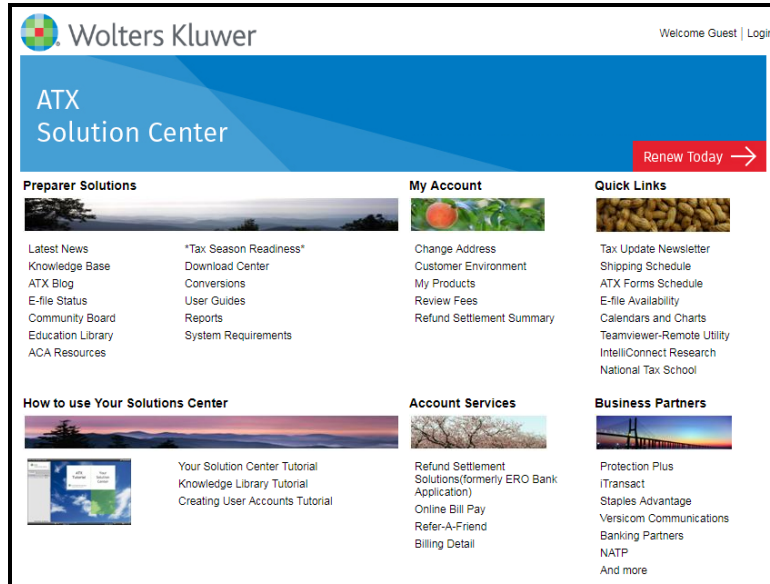 Wolters Kluwer
Welcome Guest | Login
ATX
Solution Center
Renew Today
Preparer Solutions
Latest News
Knowledge Base
ATX Blog
E-file Status
Community Board
Education Library
ACA Resources
*Tax Season Readiness*
Download Center
Conversions
User Guides
Reports
System Requirements
My Account
Change Address
Customer Environment
My Products
Review Fees
Refund Settlement Summary
Quick Links
Tax Update Newsletter
Shipping Schedule
ATX Forms Schedule
E-file Availability
Calendars and Charts
Teamviewer-Remote Utility
IntelliConnect Research
National Tax School
How to use Your Solutions Center
ATX
Tutorial
Your
Solution
Center
Your Solution Center Tutorial
Knowledge Library Tutorial
Creating User Accounts Tutorial
Account Services
Refund Settlement
Solutions(formerly ERO Bank
Application)
Online Bill Pay
Refer-A-Friend
Billing Detail
Business Partners
Protection Plus
iTransact
Staples Advantage
Versicom Communications
Banking Partners
NATP
And more